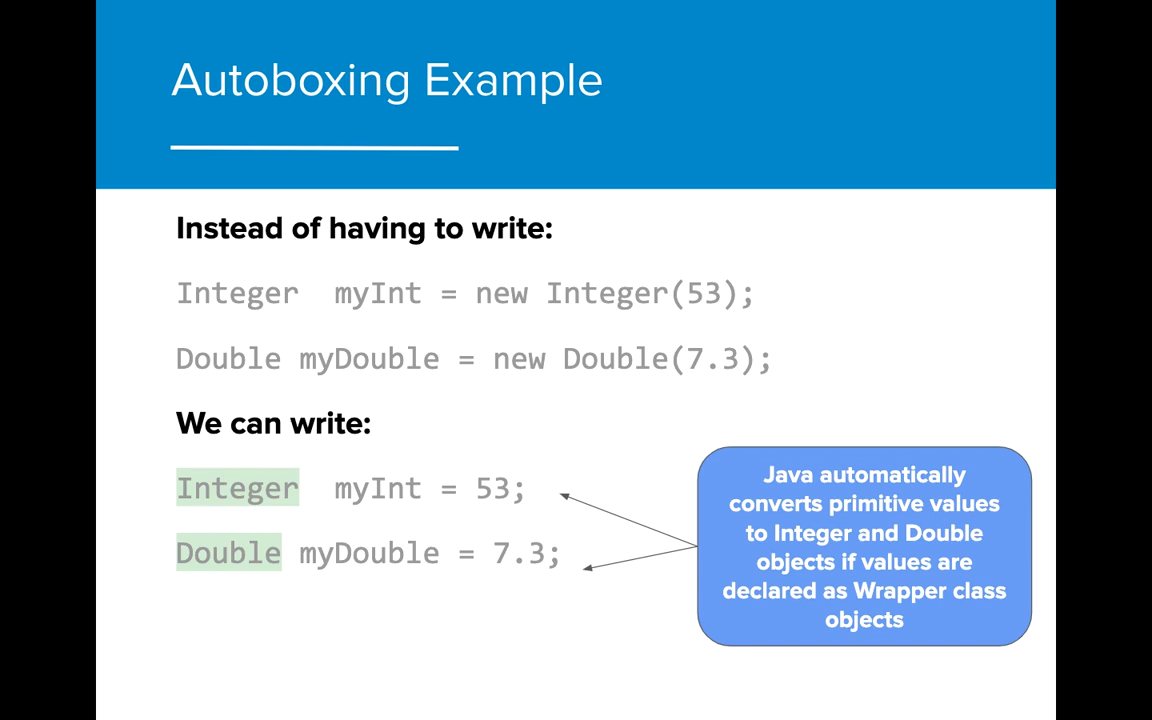 Autoboxing Example
Instead of having to write:
Integer  myInt = new Integer(53);
Double myDouble = new Double(7.3);
We can write:
Integer  myInt = 53;
Double myDouble = 7.3;
Java automatically
converts primitive values
to Integer and Double
objects if values are
declared as Wrapper class
objects